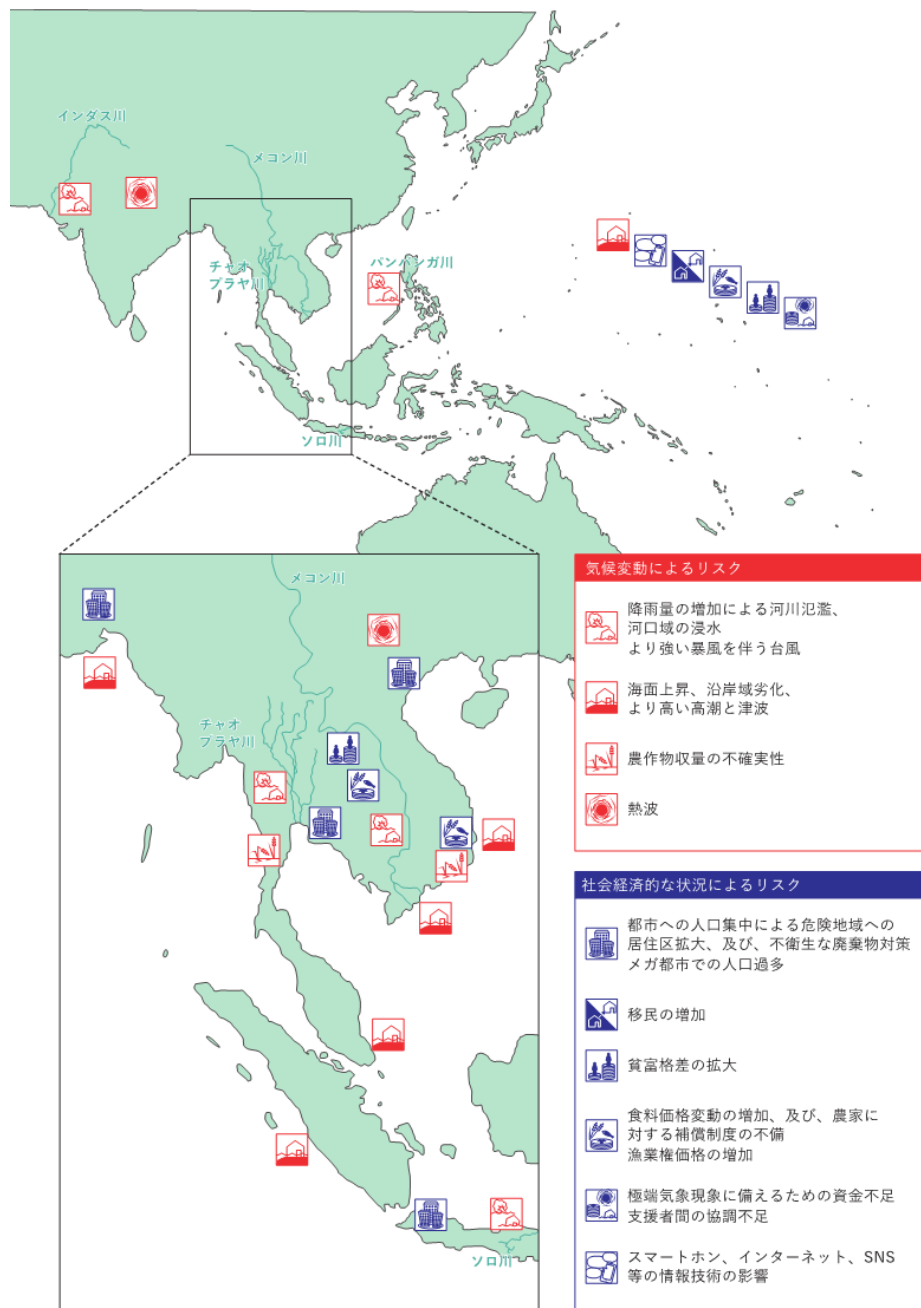 インダス川
メコン川
チャオ
プラヤ川
パンパンガ川
ソロ川
メコン川
チャオ
プラヤ川
ソロ川
気候変動によるリスク
降雨量の増加による河川氾濫、
河口域の浸水
より強い暴風を伴う台風
海面上昇、沿岸域劣化、
より高い高潮と津波
農作物収量の不確実性
熱波
社会経済的な状況によるリスク
都市への人口集中による危険地域への
居住区拡大、及び、不衛生な廃棄物対策
メガ都市での人口過多
移民の増加
貧富格差の拡大
食料価格変動の増加、及び、農家に
対する補償制度の不備
漁業権価格の増加
極端気象現象に備えるための資金不足
支援者間の協調不足
スマートホン、インターネット、SNS
等の情報技術の影響